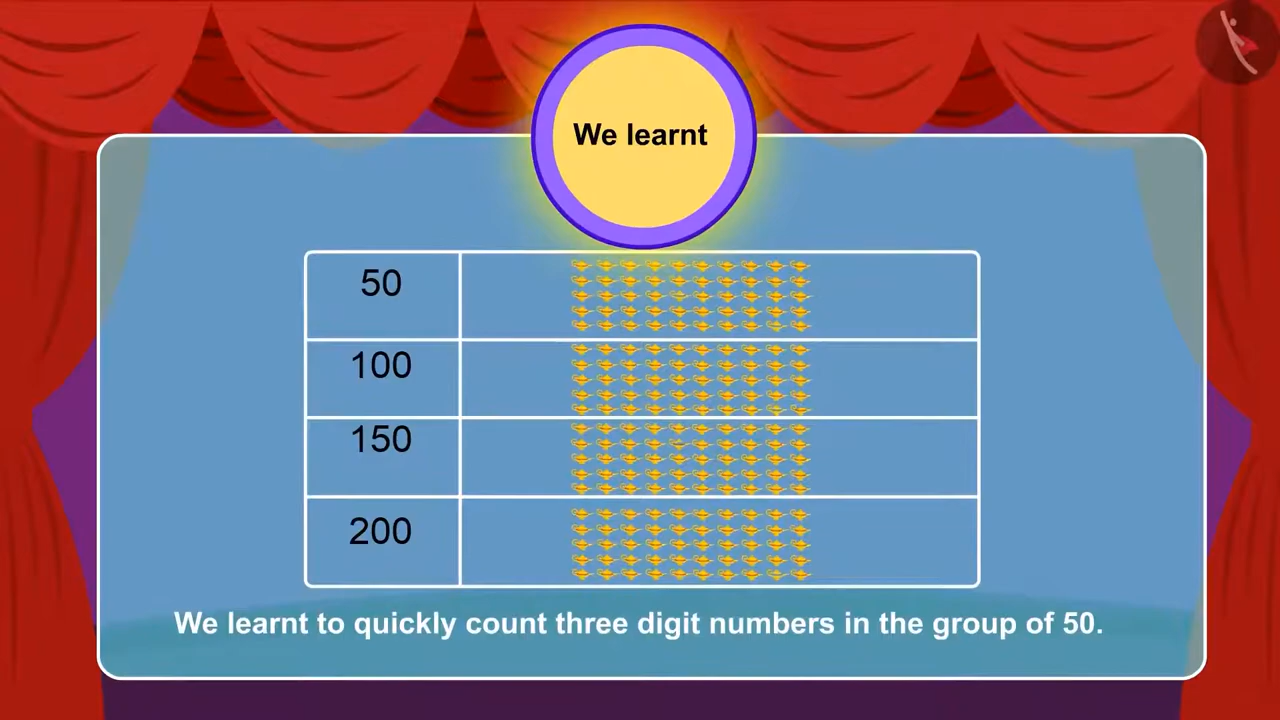 We learnt
50
100
150
200
We learnt to quickly count three digit numbers in the group of 50.